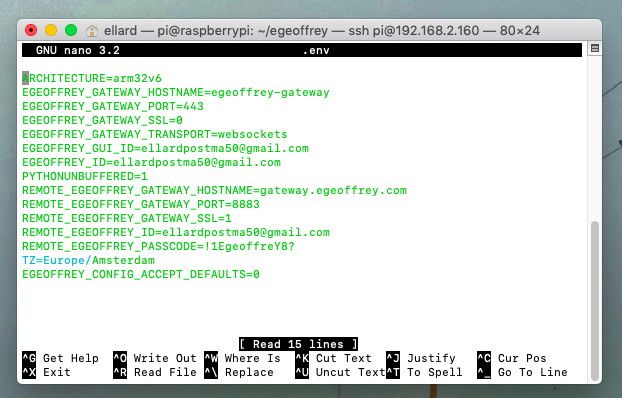 ellard — pi@raspberrypi: ~/egeoffrey — ssh pi@192.168.2.160 — 80×24
GNU nano 3.2 .env
ARCHITECTURE=arm32v6
EGEOFFREY_GATEWAY_HOSTNAME=egeoffrey-gateway
EGEOFFREY_GATEWAY_PORT=443
EGEOFFREY_GATEWAY_SSL=0
EGEOFFREY_GATEWAY_TRANSPORT=websockets
EGEOFFREY_GUI_ID=ellardpostma50@gmail.com
EGEOFFREY_ID=ellardpostma50@gmail.com
PYTHONUNBUFFERED=1
REMOTE_EGEOFFREY_GATEWAY_HOSTNAME=gateway.egeoffrey.com
REMOTE_EGEOFFREY_GATEWAY_PORT=8883
REMOTE_EGEOFFREY_GATEWAY_SSL=1
REMOTE_EGEOFFREY_ID=ellardpostma50@gmail.com
REMOTE_EGEOFFREY_PASSCODE=!1EgeoffreY8?
TZ=Europe/Amsterdam
EGEOFFREY_CONFIG_ACCEPT_DEFAULTS=0
[ Read 15 lines ]
^G Get Help ^O Write Out ^W Where Is ^K Cut Text ^J Justify ^C Cur Pos
^X Exit ^R Read File ^\ Replace ^U Uncut Text ^T To Spell ^_ Go To Line